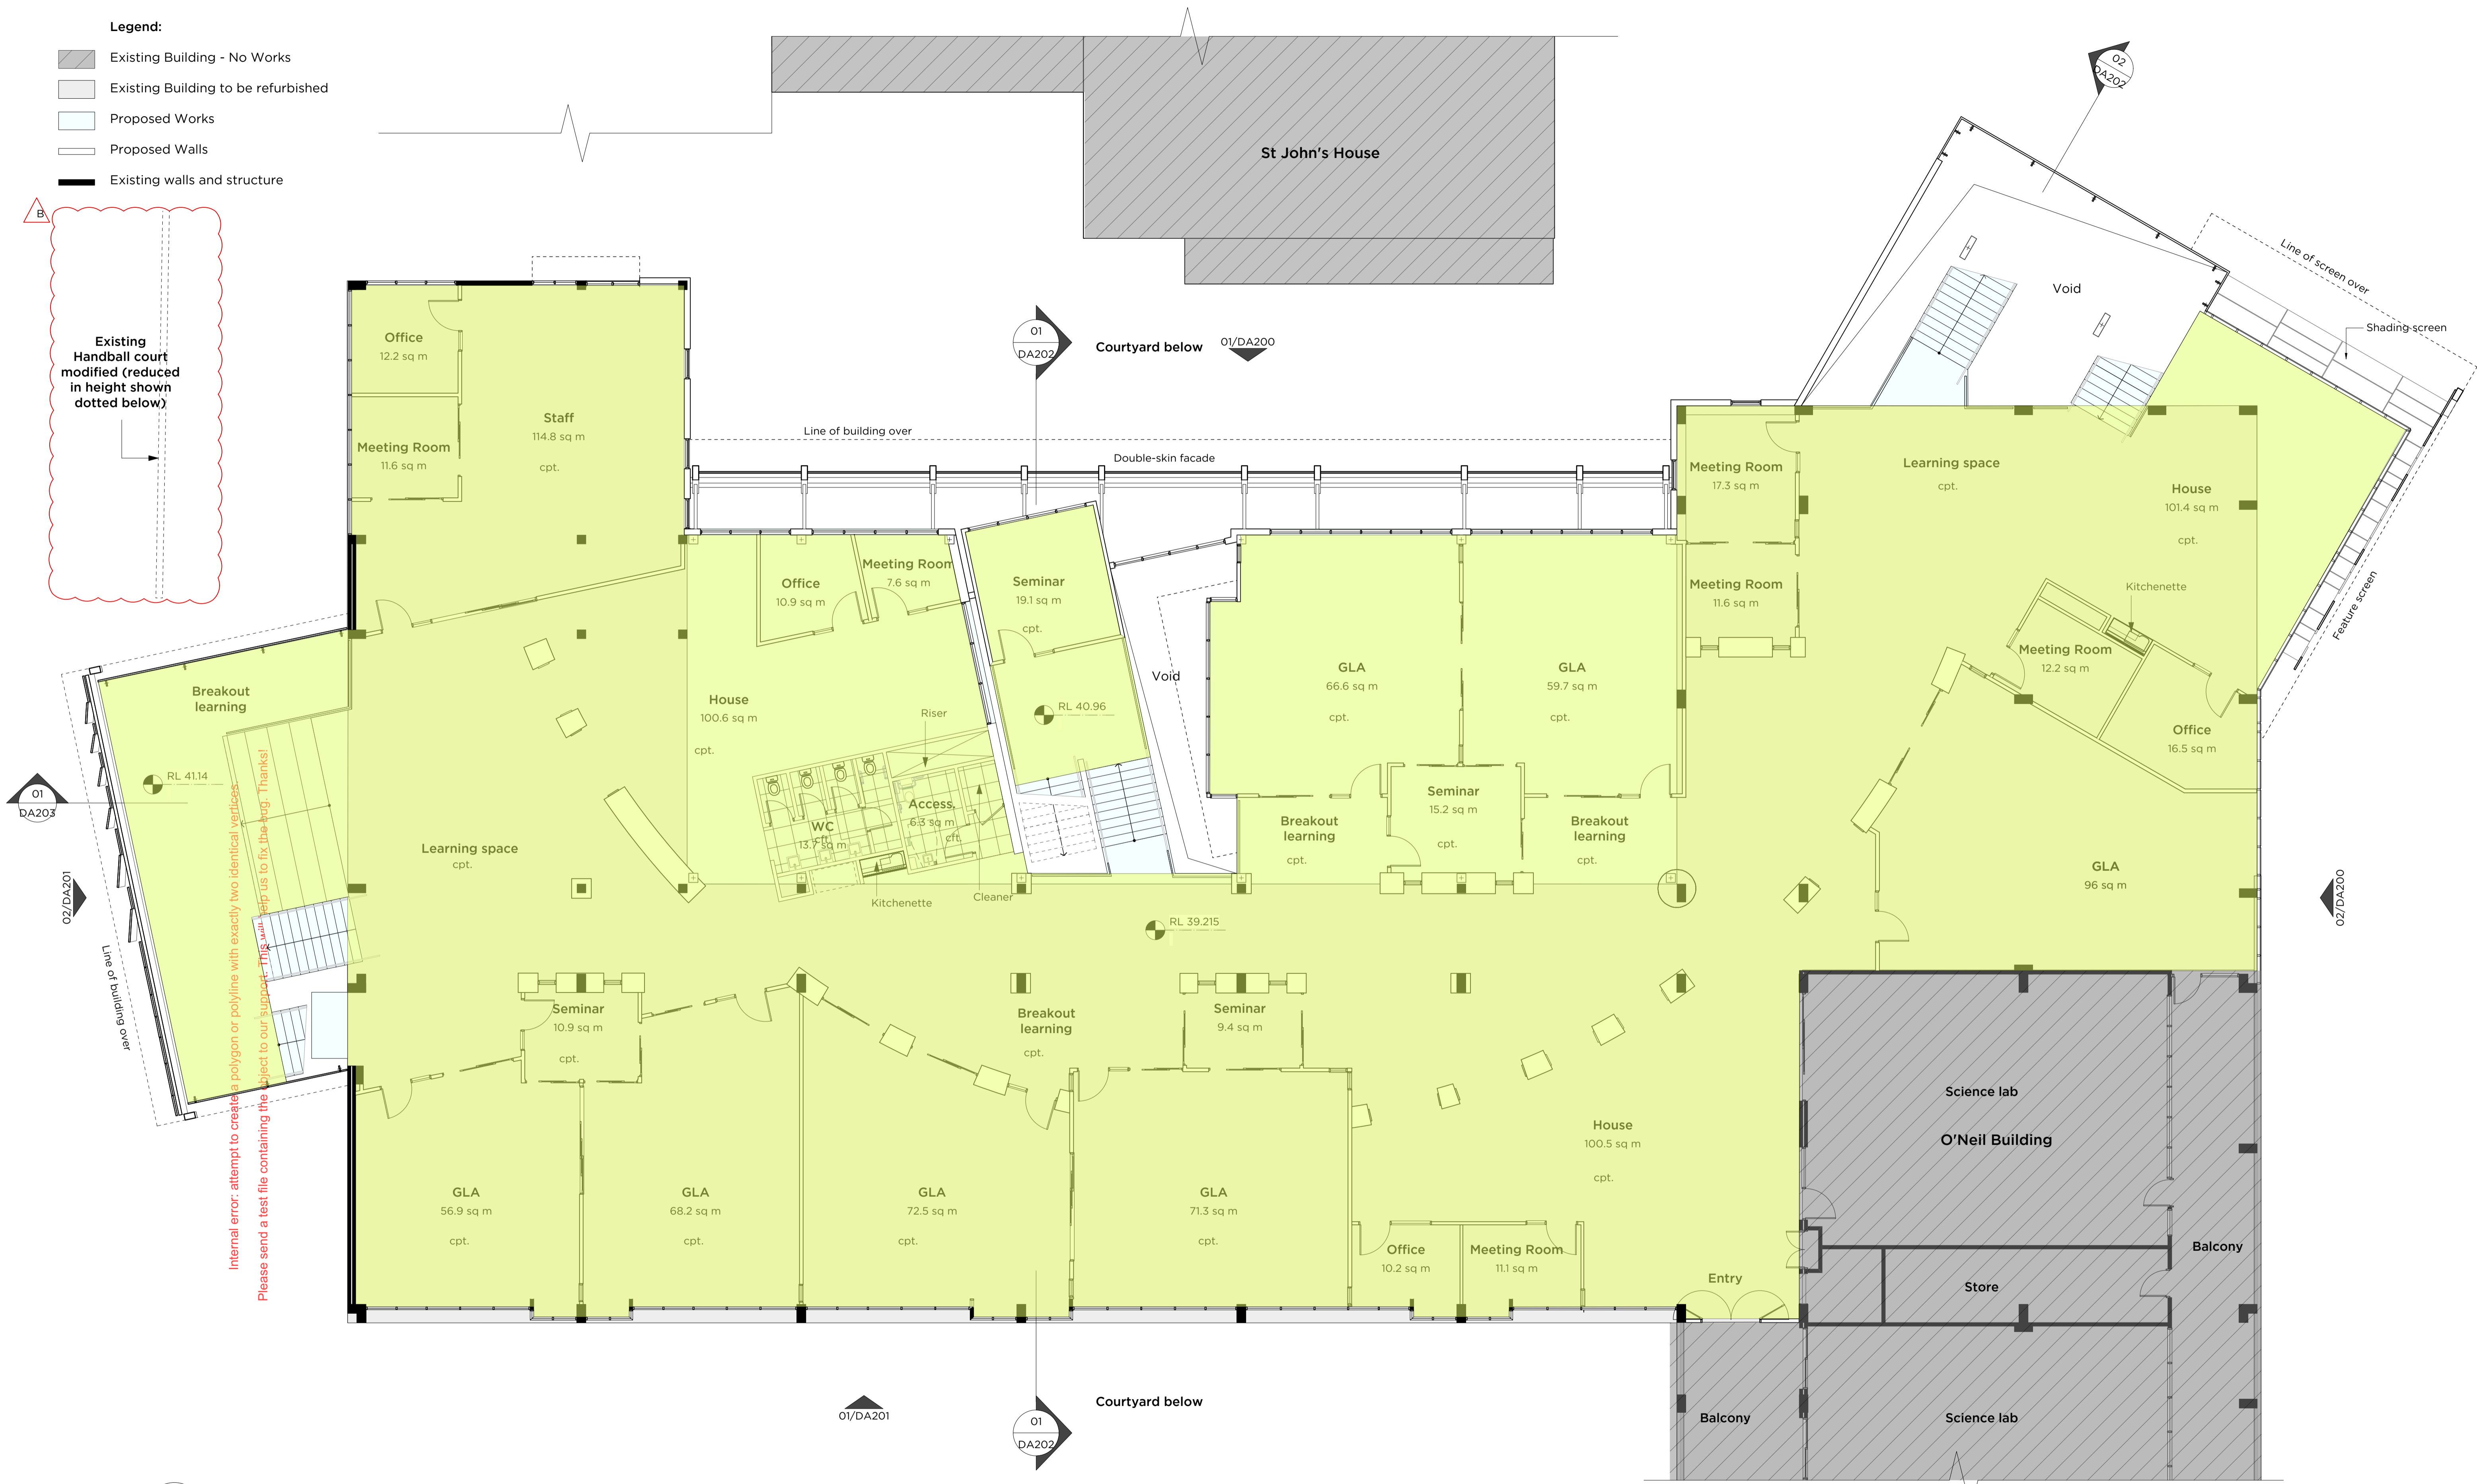 Legend:
Existing Building - No Works
Existing Building to be refurbished
Proposed Works
Proposed Walls
Existing walls and structure
B
Existing
Handball court
modified (reduced
in height shown
dotted below)
St John's House
02
DA202
Line of screen over
Void
Shading screen
Feature screen
01
DA202
Courtyard below
01/DA200
Line of building over
Double-skin facade
Office
12.2 sq m
Meeting Room
11.6 sq m
Staff
114.8 sq m
cpt.
Office
10.9 sq m
Meeting Room
7.6 sq m
Seminar
19.1 sq m
cpt.
Void
RL 40.96
House
100.6 sq m
cpt.
Riser
GLA
66.6 sq m
cpt.
GLA
59.7 sq m
cpt.
Meeting Room
17.3 sq m
Meeting Room
11.6 sq m
Learning space
cpt.
House
101.4 sq m
cpt.
Kitchenette
Meeting Room
12.2 sq m
Office
16.5 sq m
Breakout
learning
RL 41.14
01
DA203
02/DA201
Line of building over
Internal error: attempt to create a polygon or polyline with exactly two identical vertices.
Please send a test file containing the object to our support. This will help us to fix the bug. Thanks!
Learning space
cpt.
WC
cft.
13.7 sq m
Access.
6.3 sq m
cft.
Kitchenette
Cleaner
Breakout
learning
cpt.
Seminar
15.2 sq m
cpt.
Breakout
learning
cpt.
GLA
96 sq m
02/DA200
RL 39.215
Seminar
10.9 sq m
cpt.
Breakout
learning
cpt.
Seminar
9.4 sq m
House
100.5 sq m
cpt.
Science lab
O'Neil Building
GLA
56.9 sq m
cpt.
GLA
68.2 sq m
cpt.
GLA
72.5 sq m
cpt.
GLA
71.3 sq m
cpt.
Office
10.2 sq m
Meeting Room
11.1 sq m
Entry
Store
Balcony
01/DA201
01
DA202
Courtyard below
Balcony
Science lab